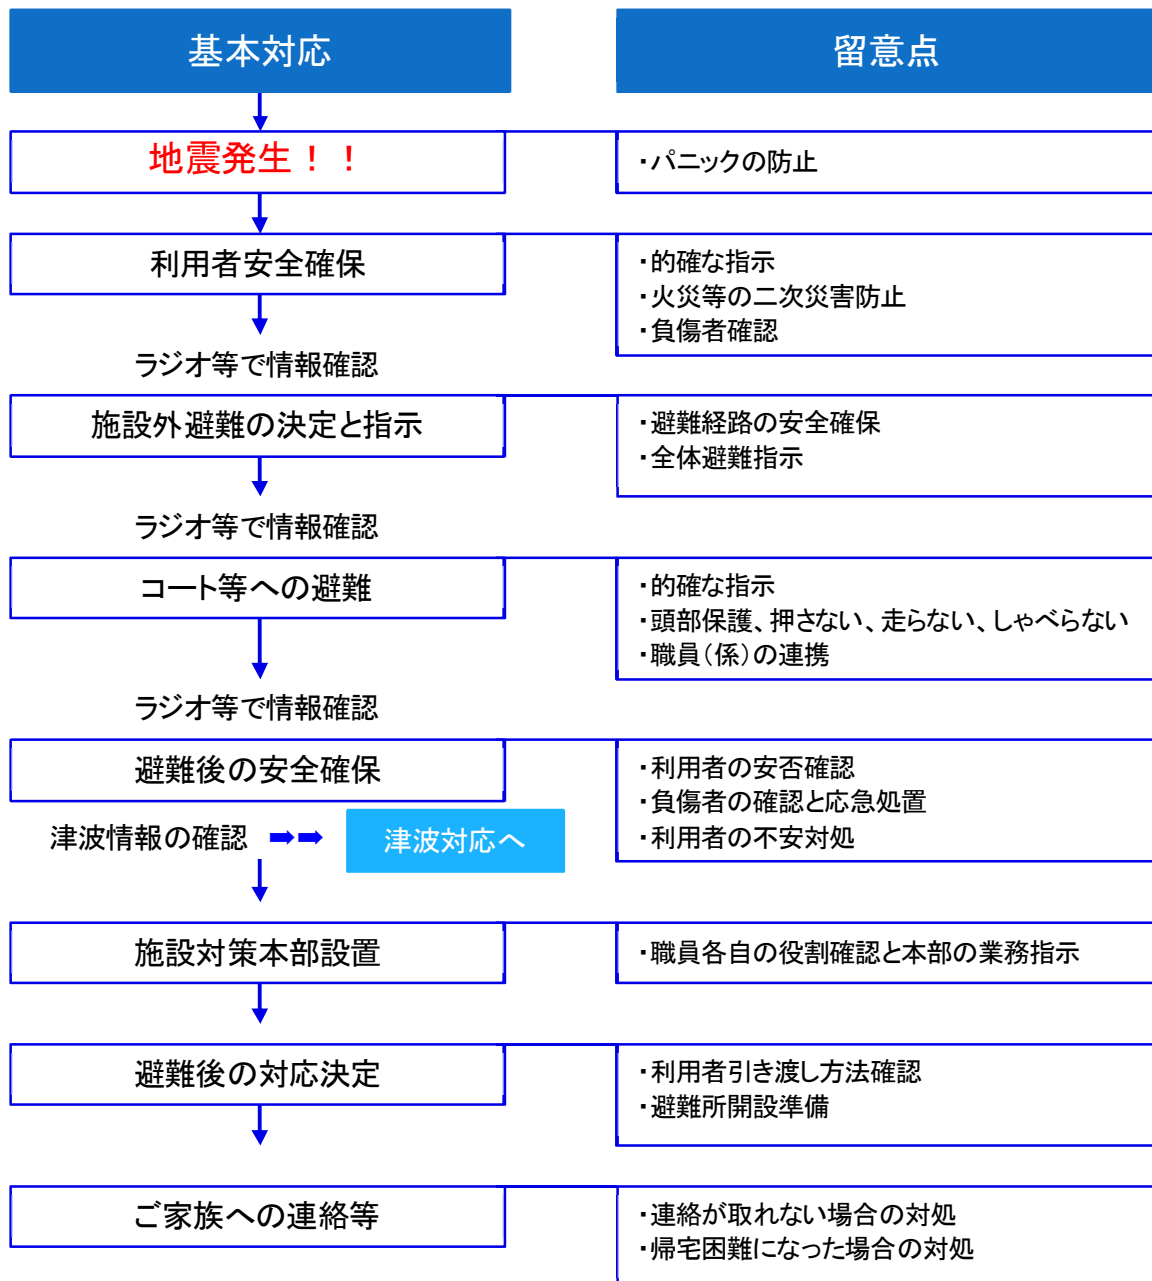 基本対応
留意点
地震発生！！
・パニックの防止
利用者安全確保
・的確な指示
・火災等の二次災害防止
・負傷者確認
ラジオ等で情報確認
施設外避難の決定と指示
・避難経路の安全確保
・全体避難指示
ラジオ等で情報確認
コート等への避難
・的確な指示
・頭部保護、押さない、走らない、しゃべらない
・職員（係）の連携
ラジオ等で情報確認
避難後の安全確保
・利用者の安否確認
・負傷者の確認と応急処置
・利用者の不安対処
津波情報の確認 ➡➡ 津波対応へ
施設対策本部設置
・職員各自の役割確認と本部の業務指示
避難後の対応決定
・利用者引き渡し方法確認
・避難所開設準備
ご家族への連絡等
・連絡が取れない場合の対処
・帰宅困難になった場合の対処